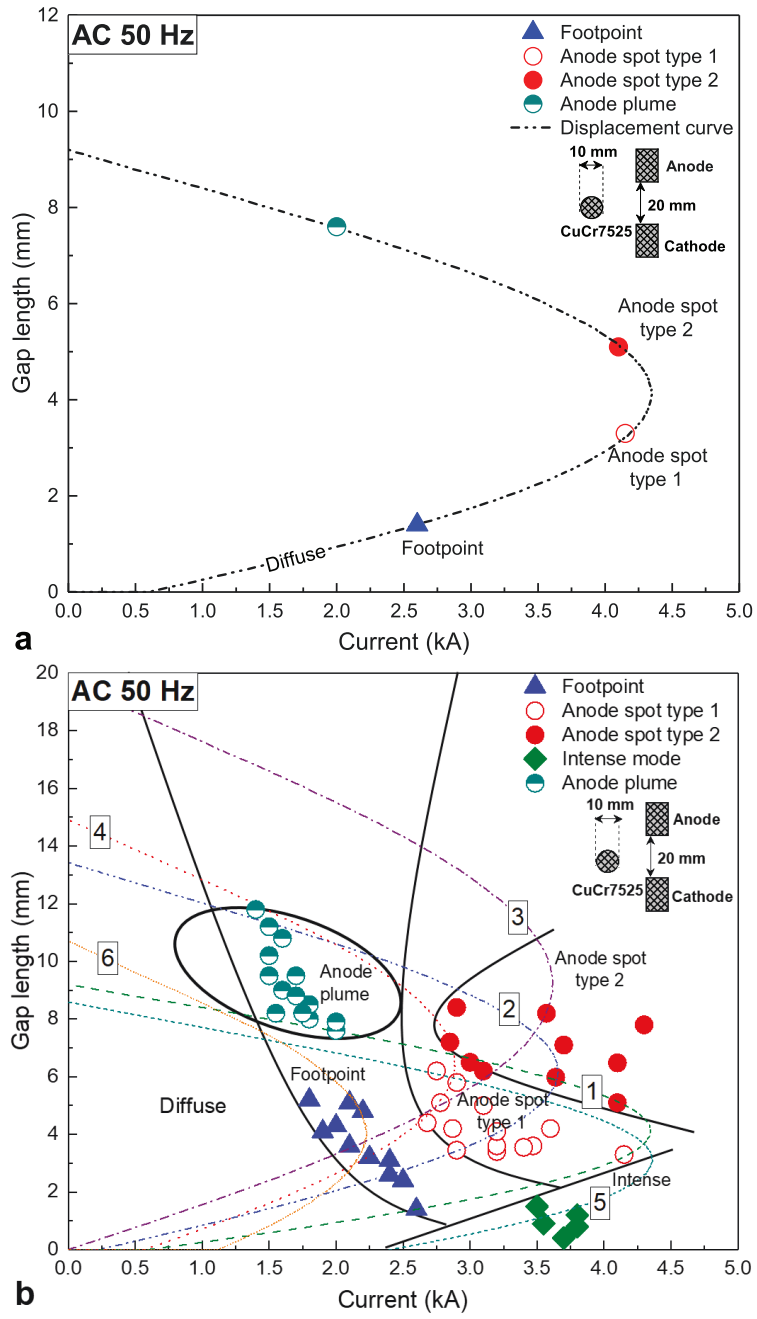 AC 50 Hz
Footpoint
Anode spot type 1
Anode spot type 2
Anode plume
Displacement curve
10 mm
Anode
20 mm
CuCr7525
Cathode
Anode spot
type 2
Anode spot
type 1
Footpoint
Diffuse
12
10
8
6
4
2
0
Gap length (mm)
0.0 0.5 1.0 1.5 2.0 2.5 3.0 3.5 4.0 4.5 5.0
Current (kA)
a
AC 50 Hz
Footpoint
Anode spot type 1
Anode spot type 2
Intense mode
Anode plume
10 mm
Anode
20 mm
CuCr7525
Cathode
4
3
6
2
1
5
Anode spot
type 2
Anode
plume
Footpoint
Diffuse
Anode spot
type 1
Intense
20
18
16
14
12
10
8
6
4
2
0
Gap length (mm)
0.0 0.5 1.0 1.5 2.0 2.5 3.0 3.5 4.0 4.5 5.0
Current (kA)
b